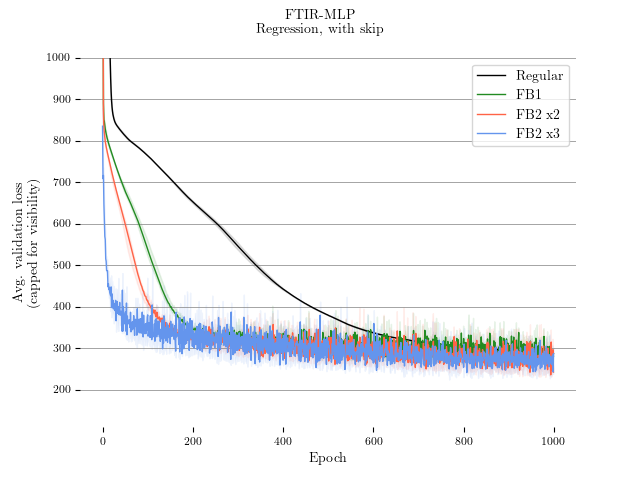 FTIR-MLP
Regression, with skip
Avg. validation loss
(capped for visibility)
1000
900
800
700
600
500
400
300
200
Regular
FB1
FB2 x2
FB2 x3
0
200
400
600
800
1000
Epoch